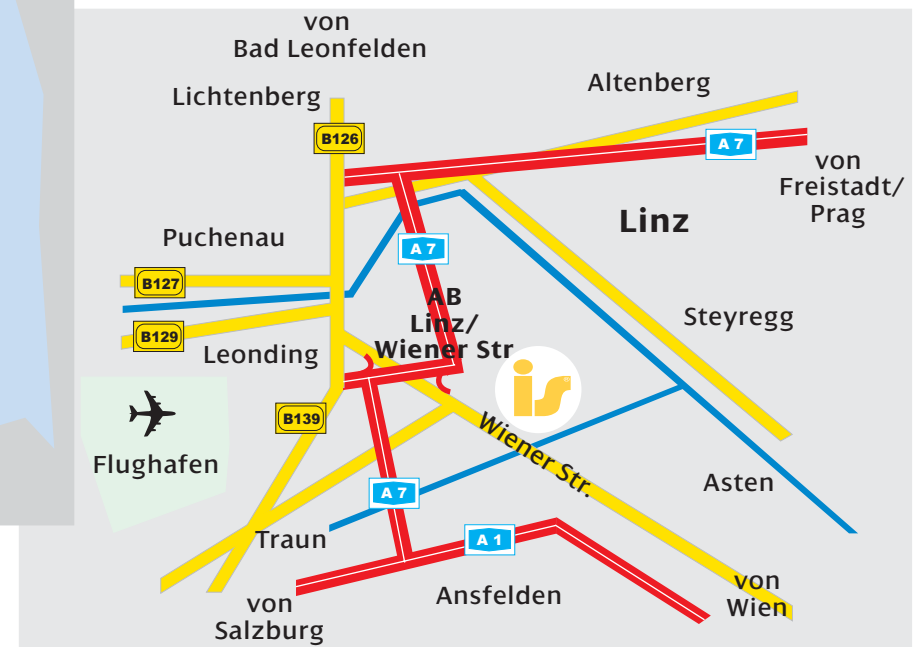 von
Bad Leonfelden
Lichtenberg
Altenberg
B126
A 7
von
Freistadt/
Prag
Linz
Puchenau
A 7
B127
AB
Linz/
Wiener Str
Steyregg
B129
Leonding
is
B139
Wiener Str.
Flughafen
A 7
Asten
Traun
A 1
Ansfelden
von
Wien
von
Salzburg